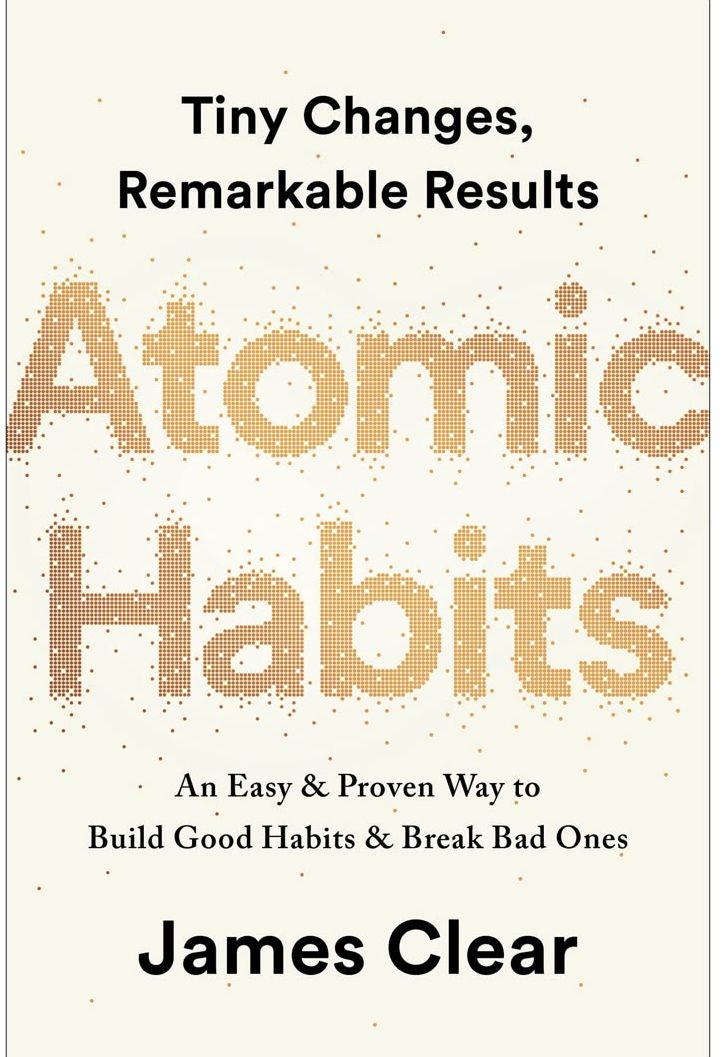 Tiny Changes,
Remarkable Results
Atomic
Habits
An Easy & Proven Way to
Build Good Habits & Break Bad Ones
James Clear